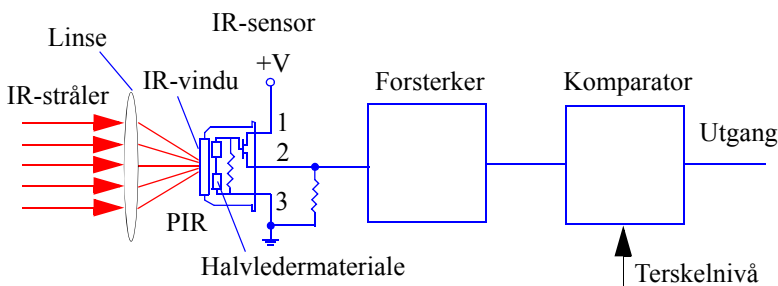 IR-sensor
Linse
+V
IR-vindu
Forsterker
Komparator
IR-stråler
1
Utgang
2
3
PIR
Halvledermateriale
Terskelnivå